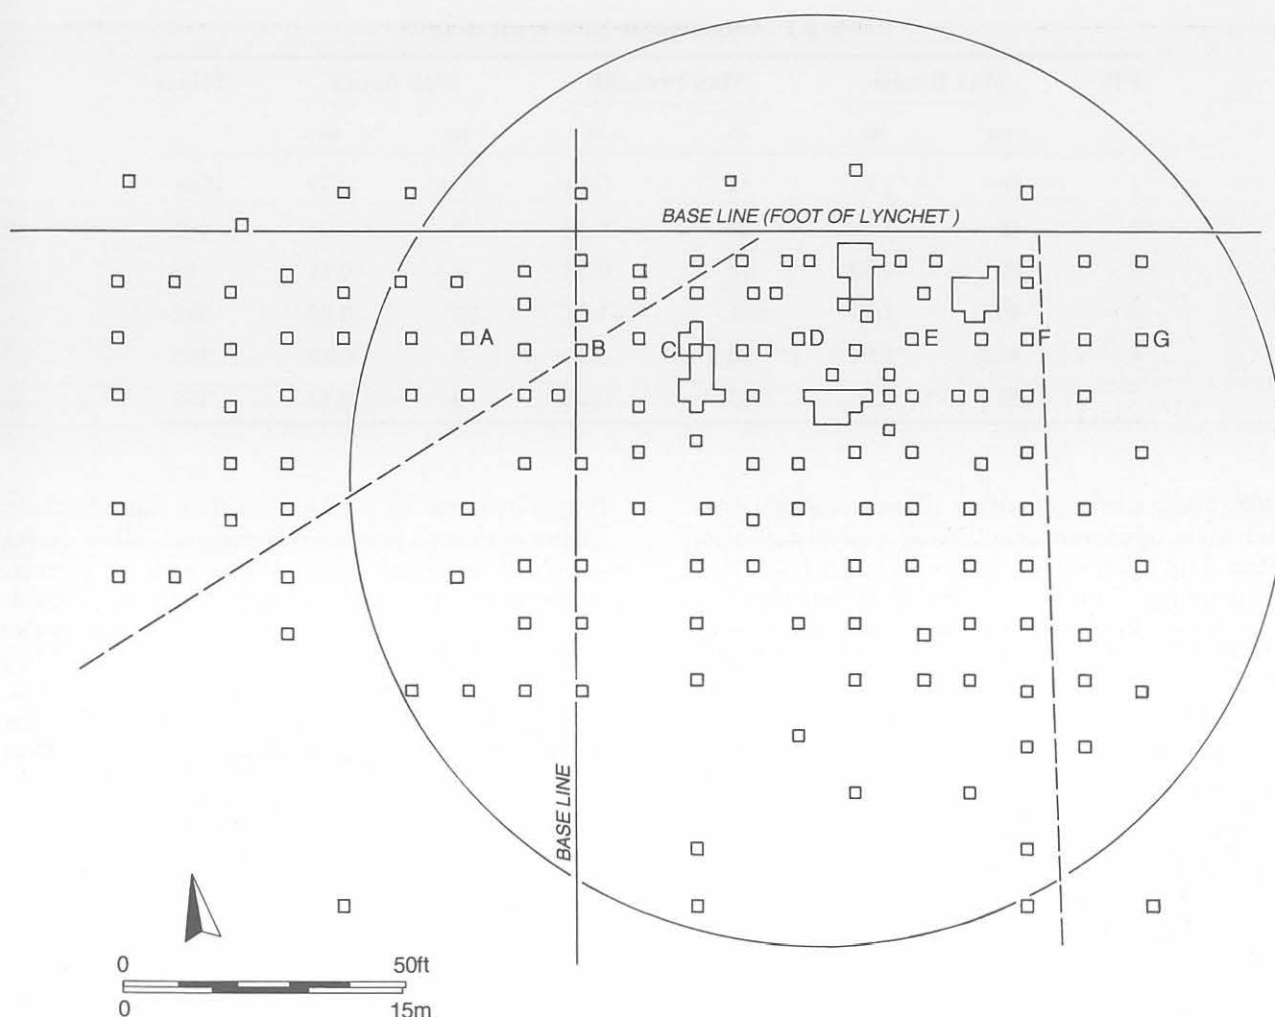 BASE LINE (FOOT OF LYNCHET )
A B C D E F G
BASE LINE
0 50ft
0 15m